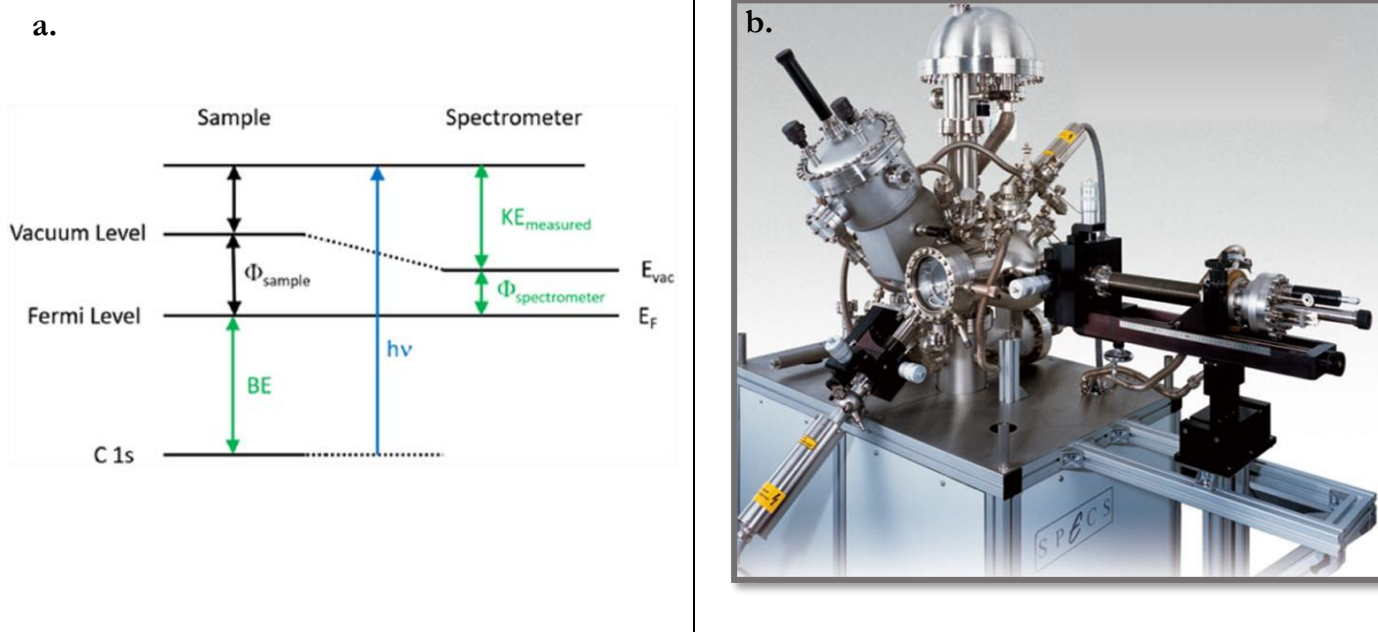 a.
Sample
Spectrometer
Vacuum Level
KEmeasured
Φsample
Evac
Φspectrometer
Fermi Level
EF
hν
BE
C 1s
b.
SPECS